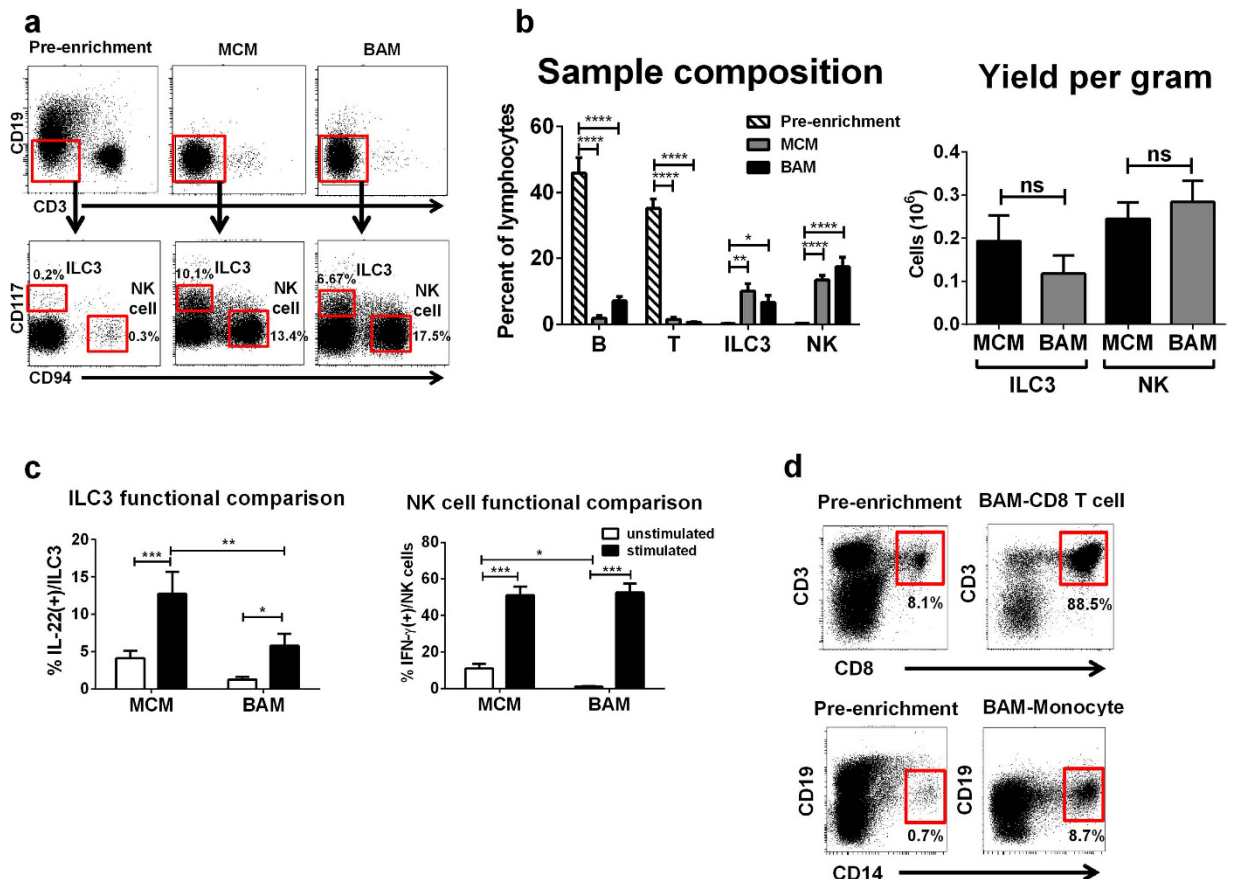 a
Pre-enrichment
MCM
BAM
CD19
CD3
ILC3
0.2%
NK
cell
0.3%
ILC3
10.1%
NK
cell
13.4%
ILC3
6.67%
NK
cell
17.5%
CD117
CD94
b
Sample composition
Percent of lymphocytes
60
40
20
0
**** **** **** **** ** * **** ****
Pre-enrichment
MCM
BAM
B T ILC3 NK
Yield per gram
Cells (10⁶)
0.4
0.3
0.2
0.1
0.0
ns
ns
MCM BAM MCM BAM
ILC3 NK
c
ILC3 functional comparison
% IL-22(+)/ILC3
20
15
10
5
0
*** ** *
MCM BAM
NK cell functional comparison
% IFN-γ(+)/NK cells
80
60
40
20
0
unstimulated
stimulated
*** * ***
MCM BAM
d
Pre-enrichment
BAM-CD8 T cell
CD3
8.1%
CD3
88.5%
CD8
Pre-enrichment
BAM-Monocyte
CD19
0.7%
CD19
8.7%
CD14